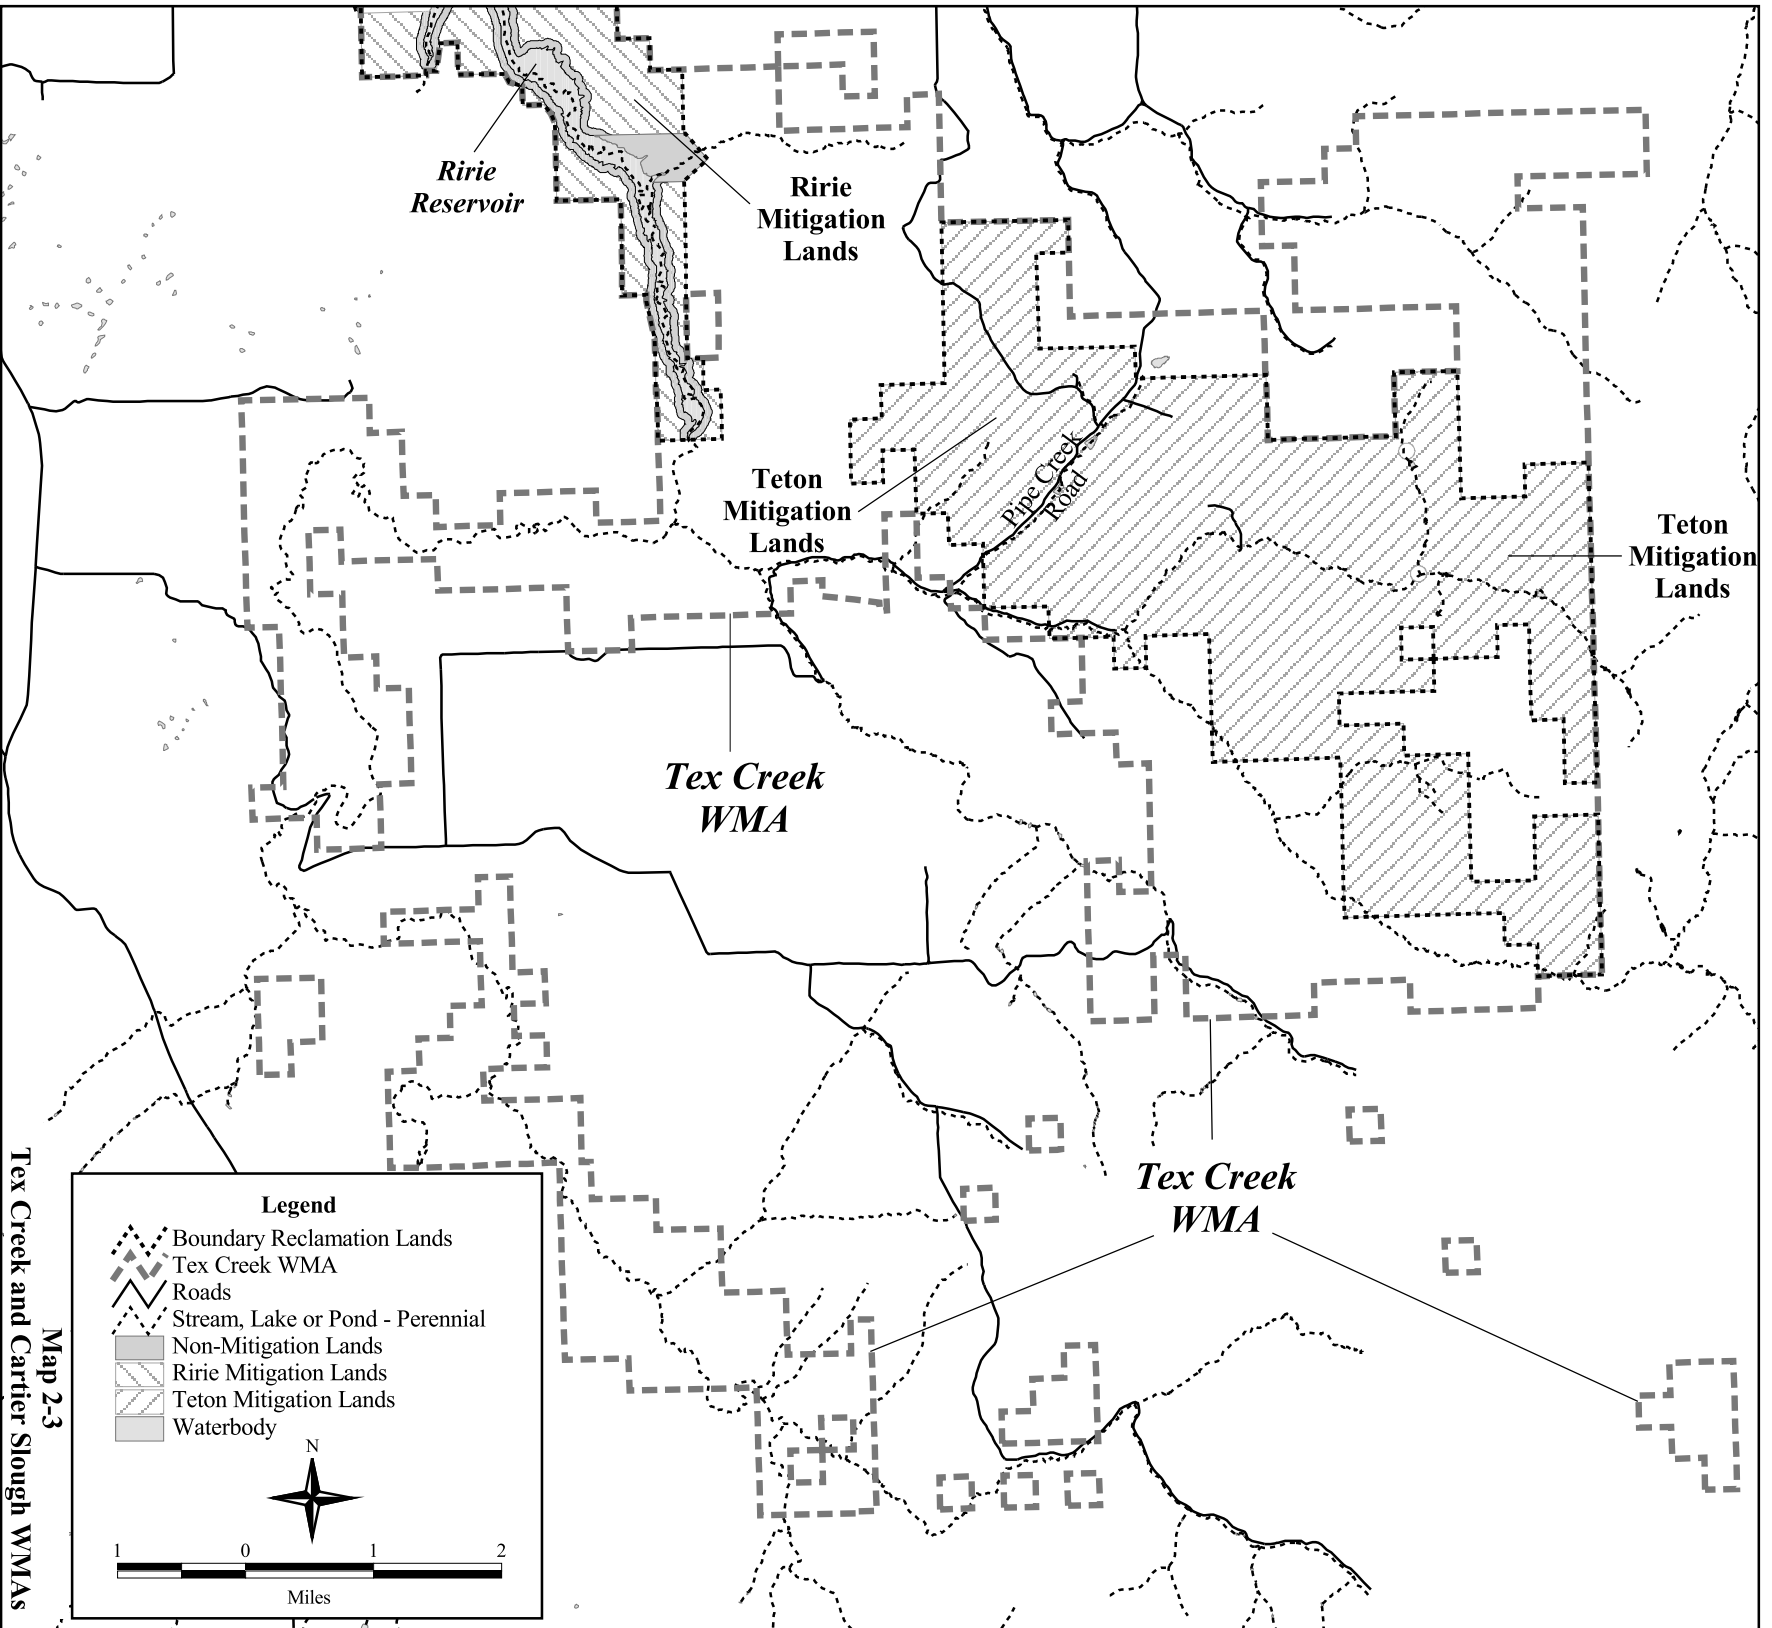 Ririe
Reservoir
Ririe
Mitigation
Lands
Teton
Mitigation
Lands
Pipe Creek
Road
Teton
Mitigation
Lands
Tex Creek
WMA
Tex Creek
WMA
Legend
Boundary Reclamation Lands
Tex Creek WMA
Roads
Stream, Lake or Pond - Perennial
Non-Mitigation Lands
Ririe Mitigation Lands
Teton Mitigation Lands
Waterbody
N
1 0 1 2
Miles
Map 2-3
Tex Creek and Cartier Slough WMAs